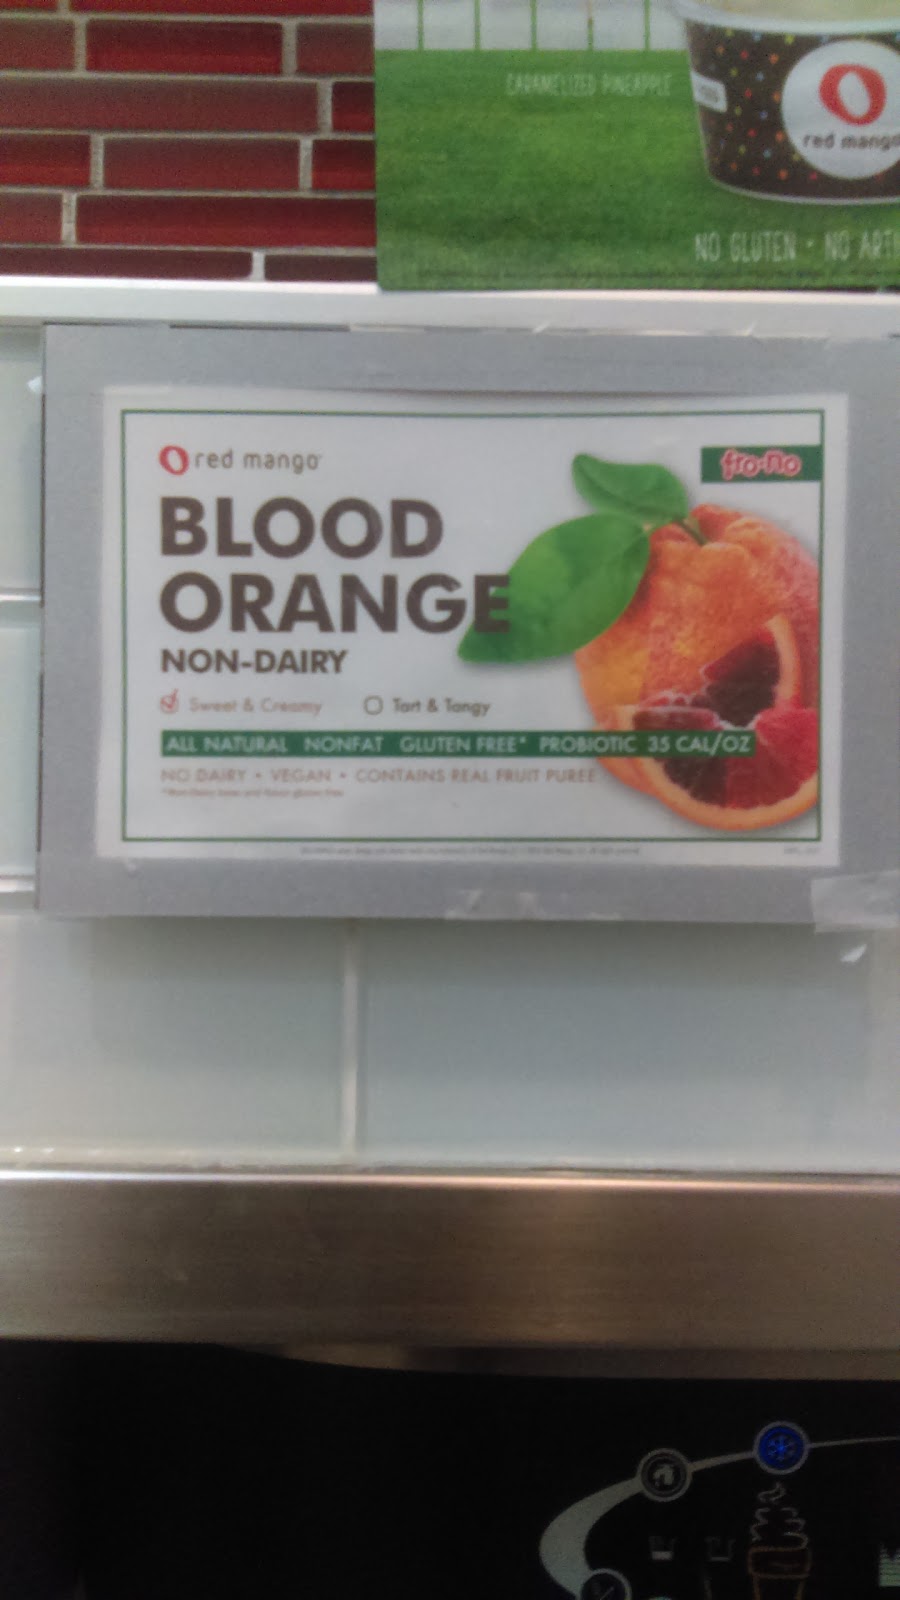 CARAMELIZED PINEAPPLE
red mango
NO GLUTEN • NO ARTI
red mango
fro-no
BLOOD
ORANGE
NON-DAIRY
Sweet & Creamy Tart & Tangy
ALL NATURAL NONFAT GLUTEN FREE* PROBIOTIC 35 CAL/OZ
NO DAIRY • VEGAN • CONTAINS REAL FRUIT PUREE